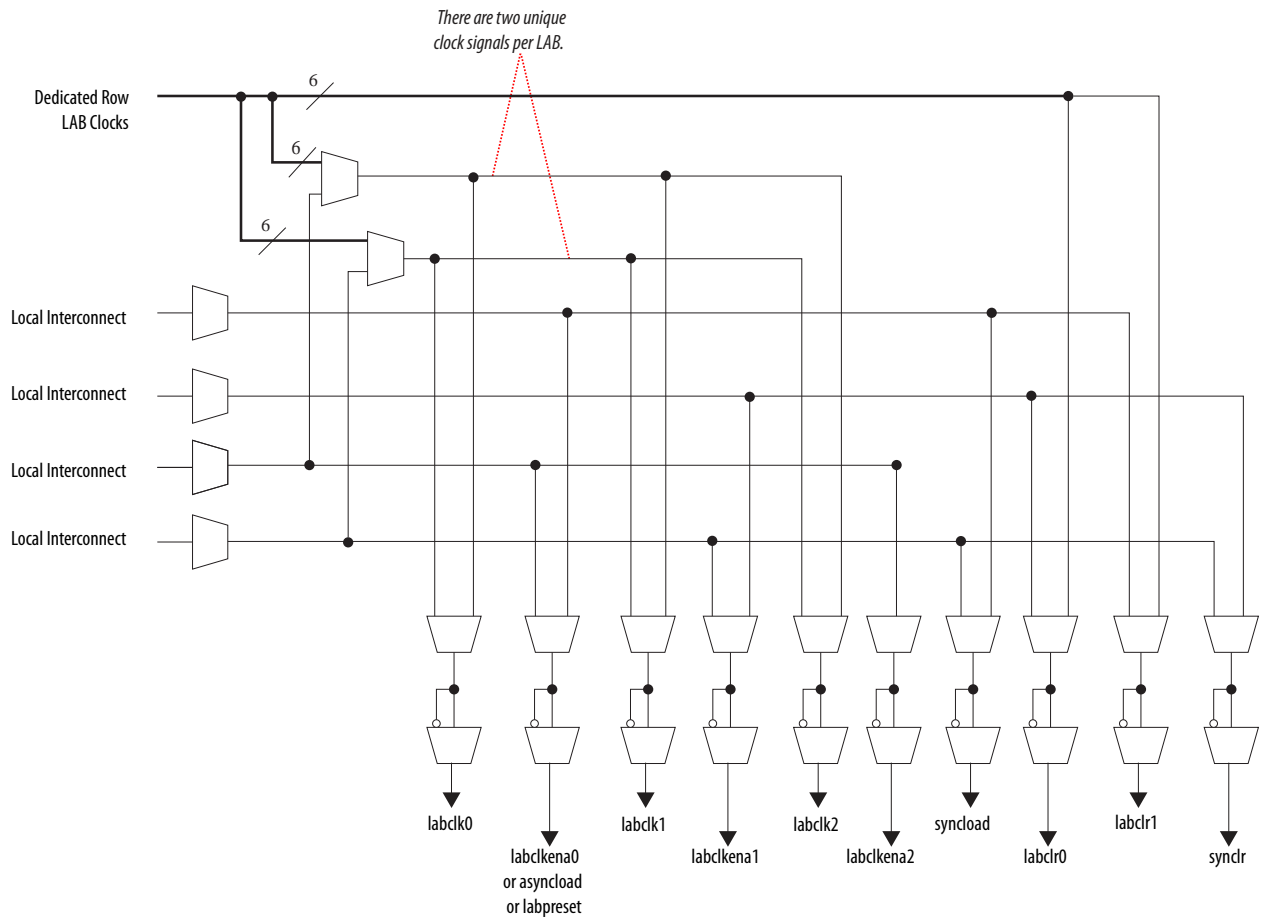 There are two unique
clock signals per LAB.
6
Dedicated Row
LAB Clocks
6
6
Local Interconnect
Local Interconnect
Local Interconnect
Local Interconnect
labclk0
labclkena0
or asyncload
or labpreset
labclk1
labclkena1
labclk2
labclkena2
syncload
labclr0
labclr1
synclr